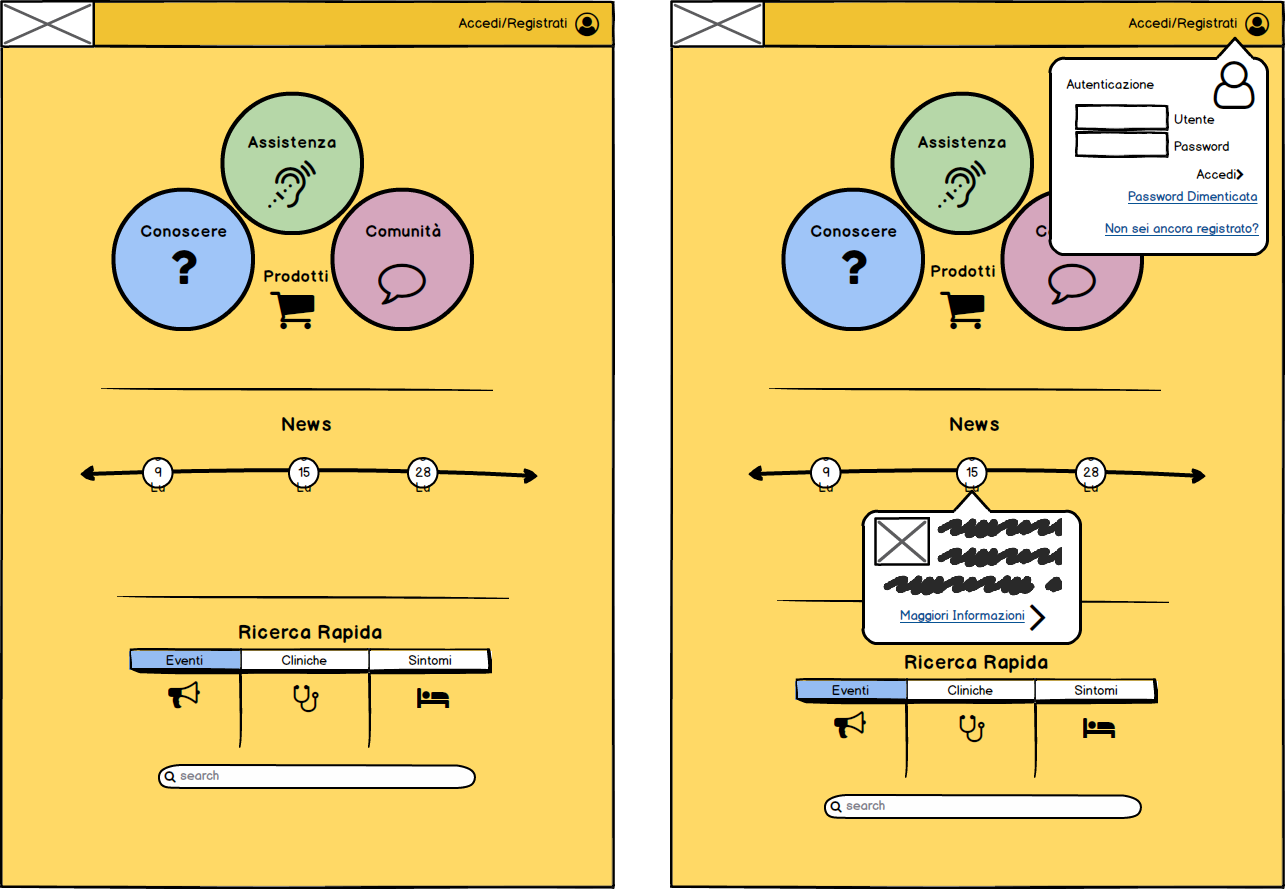 Accedi/Registrati
Assistenza
Conoscere
?
Comunità
Prodotti
News
9
15
28
Lu
Lu
Lu
Ricerca Rapida
Eventi
Cliniche
Sintomi
search
Accedi/Registrati
Autenticazione
Utente
Password
Accedi
Password Dimenticata
Non sei ancora registrato?
Assistenza
Conoscere
?
Prodotti
News
9
15
28
Lu
Lu
Lu
Maggiori Informazioni
Ricerca Rapida
Eventi
Cliniche
Sintomi
search